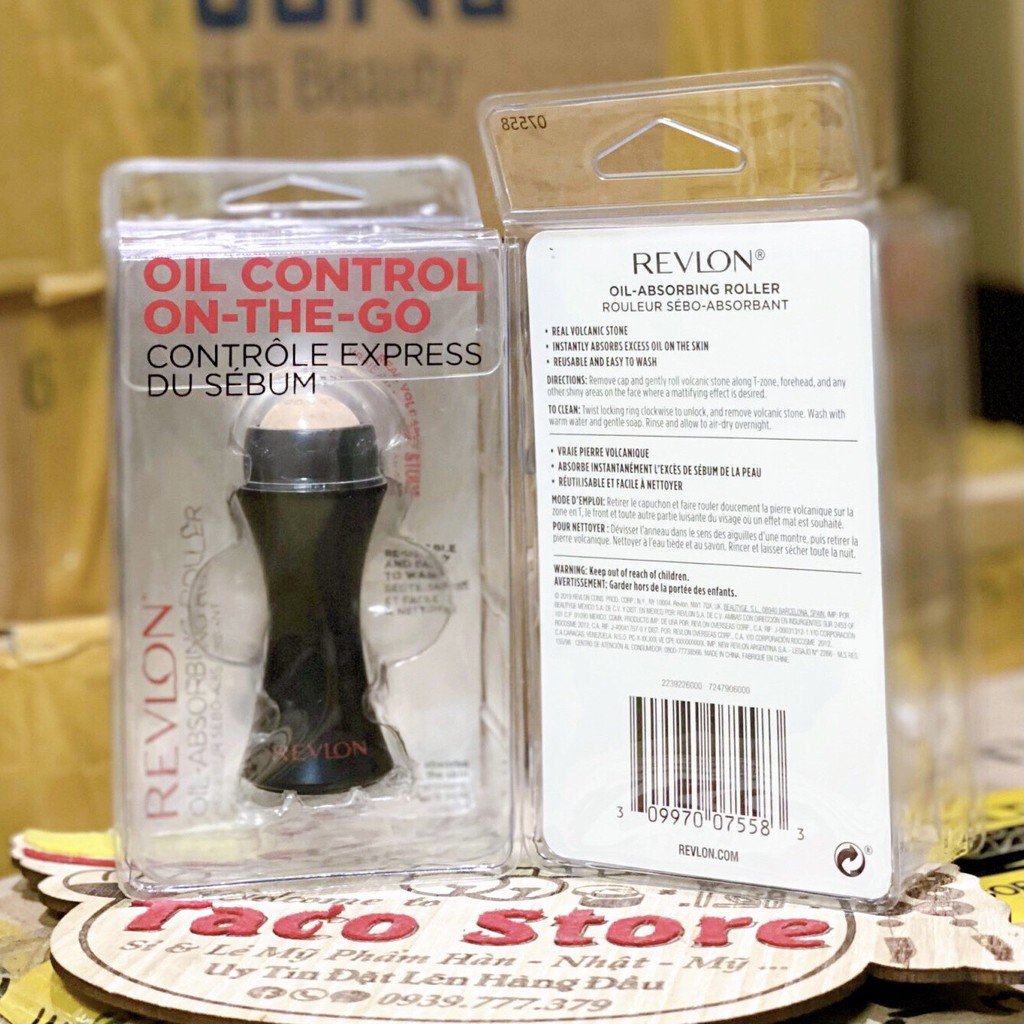 Beauty
07558
OIL CONTROL
ON-THE-GO
CONTRÔLE EXPRESS
DU SÉBUM
REVLON
OIL-ABSORBING ROLLER
REVLON
REVLON®
OIL-ABSORBING ROLLER
ROULEUR SÉBO-ABSORBANT
• REAL VOLCANIC STONE
• INSTANTLY ABSORBS EXCESS OIL ON THE SKIN
• REUSABLE AND EASY TO WASH
DIRECTIONS: Remove cap and gently roll volcanic stone along T-zone, forehead, and any
other shiny areas on the face where a mattifying effect is desired.
TO CLEAN: Twist locking ring clockwise to unlock, and remove volcanic stone. Wash with
warm water and gentle soap. Rinse and allow to air-dry overnight.
• VRAIE PIERRE VOLCANIQUE
• ABSORBE INSTANTANÉMENT L'EXCÈS DE SÉBUM DE LA PEAU
• RÉUTILISABLE ET FACILE À NETTOYER
MODE D'EMPLOI: Retirer le capuchon et faire rouler doucement la pierre volcanique sur la
zone en T, le front et toute autre partie luisante du visage où un effet mat est souhaité.
POUR NETTOYER : Dévisser l'anneau dans le sens des aiguilles d'une montre, puis retirer la
pierre volcanique. Nettoyer à l'eau tiède et au savon. Rincer et laisser sécher toute la nuit.
WARNING: Keep out of reach of children.
AVERTISSEMENT: Garder hors de la portée des enfants.
2239226000 7247906000
3 09970 07558 3
REVLON.COM
Welcome to
Taco Store
Sỉ & Lẻ Mỹ Phẩm Hàn - Nhật - Mỹ ...
Uy Tín Đặt Lên Hàng Đầu
0939.777.379